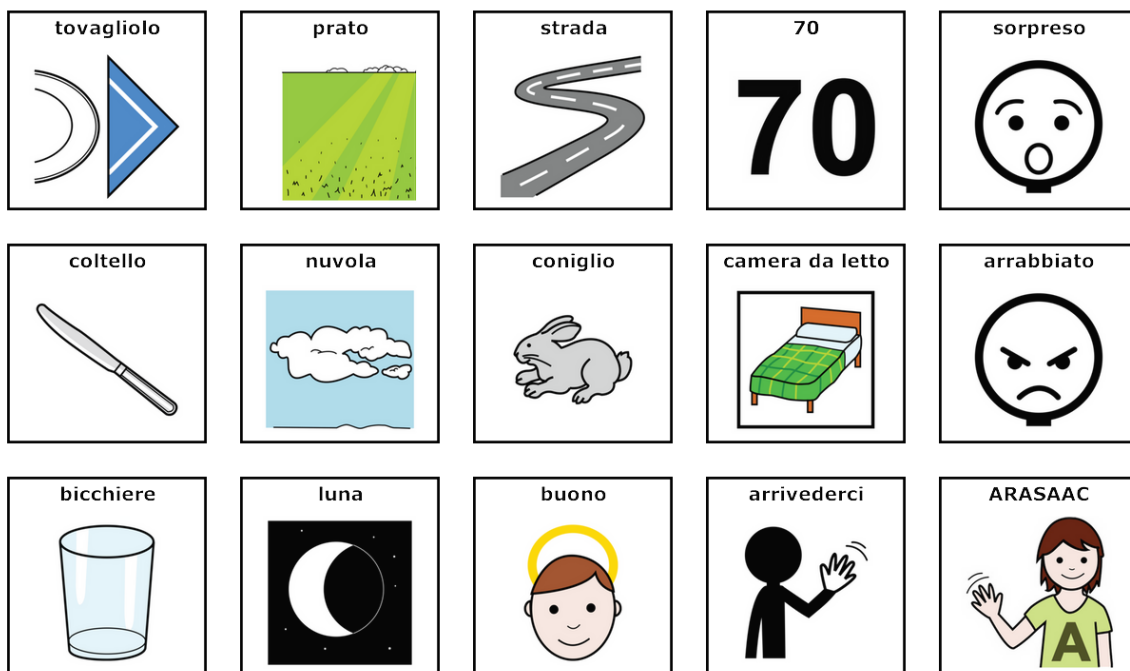 tovagliolo
prato
strada
70
sorpreso
70
coltello
nuvola
coniglio
camera da letto
arrabbiato
bicchiere
luna
buono
arrivederci
ARASAAC
A